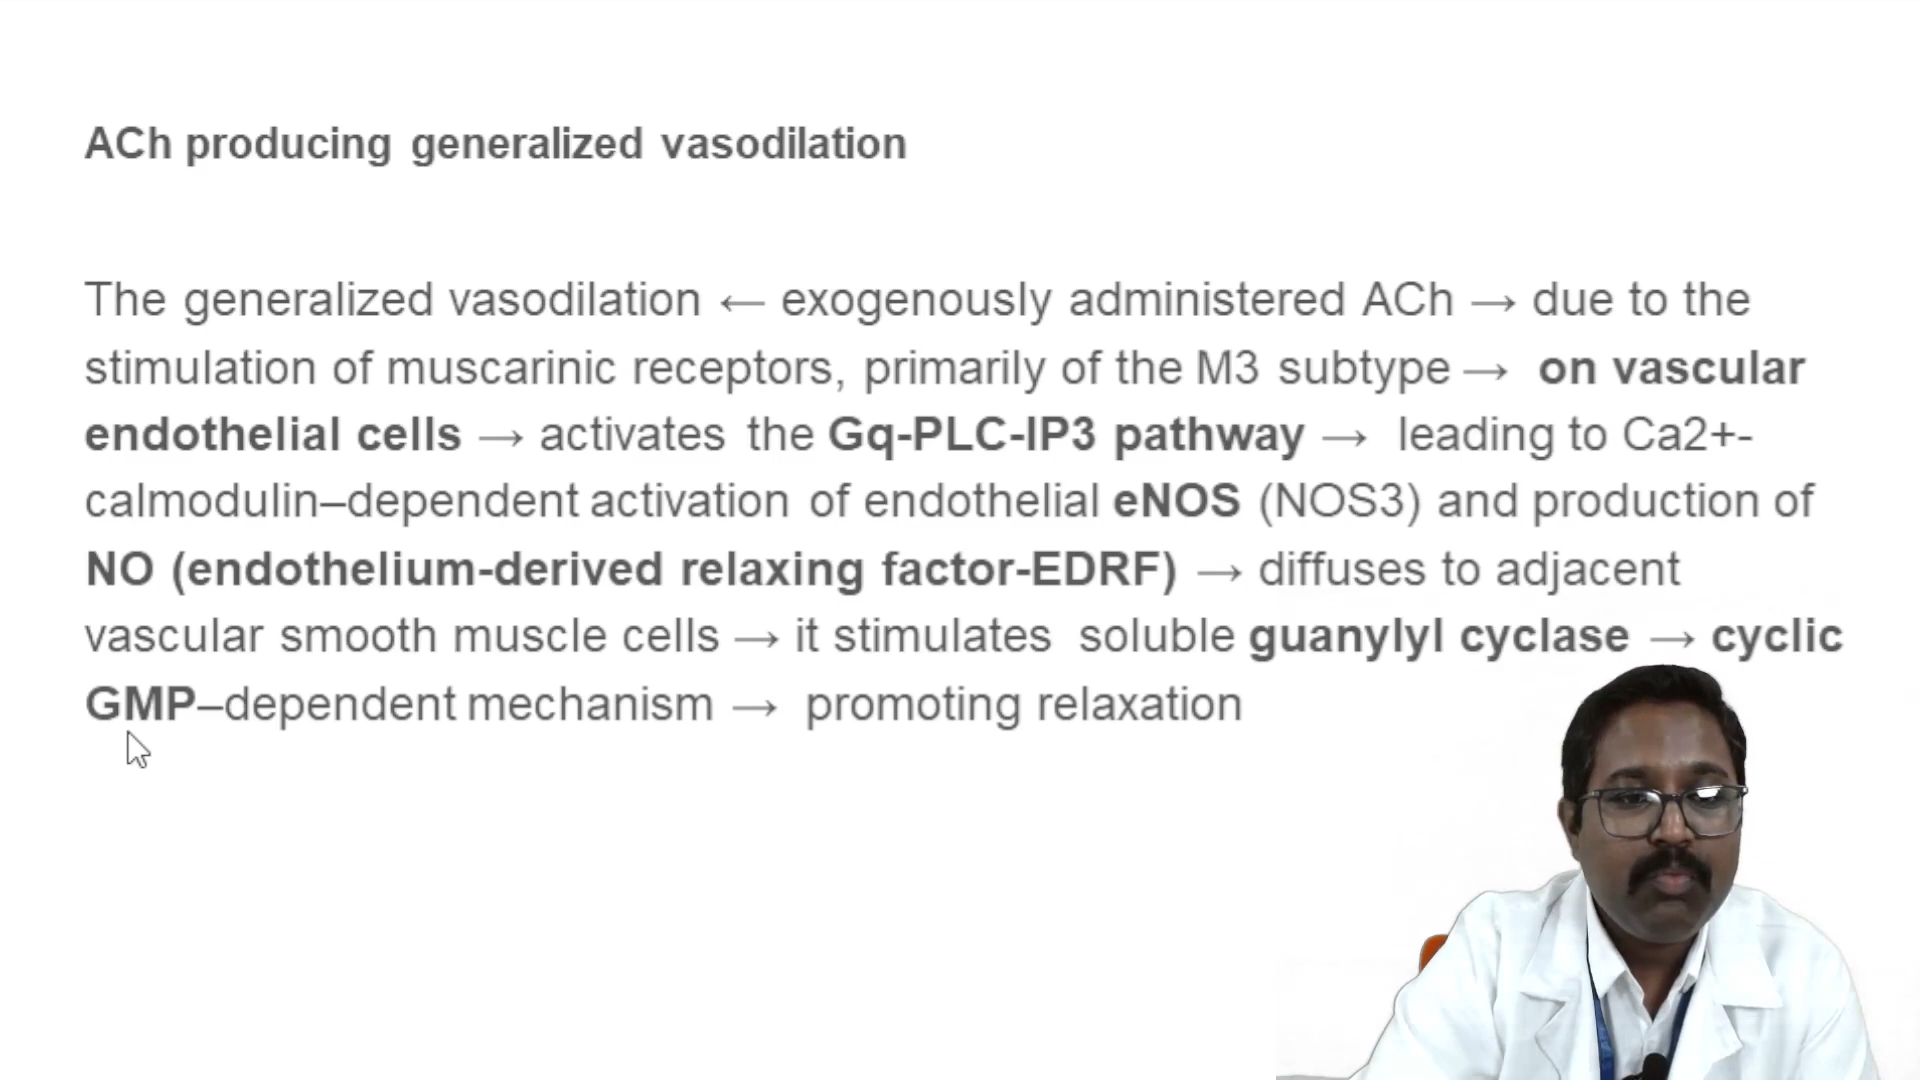 ACh producing generalized vasodilation
The generalized vasodilation ← exogenously administered ACh → due to the
stimulation of muscarinic receptors, primarily of the M3 subtype → on vascular
endothelial cells → activates the Gq-PLC-IP3 pathway → leading to Ca2+-
calmodulin–dependent activation of endothelial eNOS (NOS3) and production of
NO (endothelium-derived relaxing factor-EDRF) → diffuses to adjacent
vascular smooth muscle cells → it stimulates soluble guanylyl cyclase → cyclic
GMP–dependent mechanism → promoting relaxation